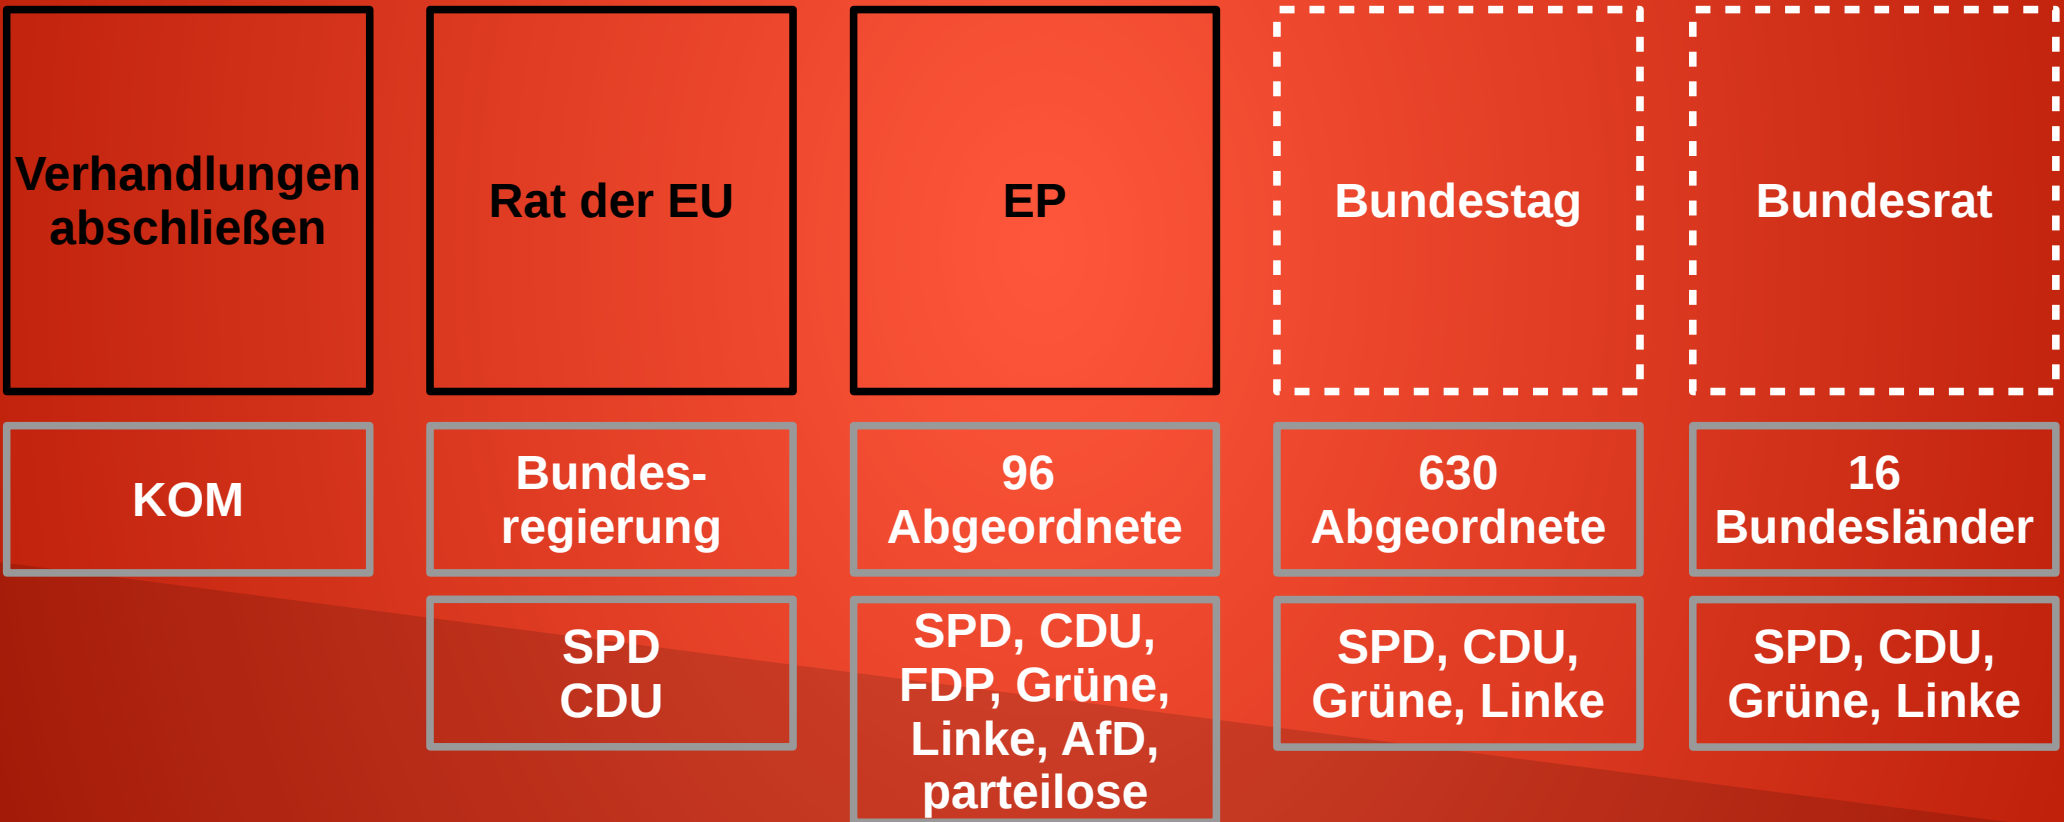 Verhandlungen
abschließen
Rat der EU
EP
Bundestag
Bundesrat
KOM
Bundes-
regierung
96
Abgeordnete
630
Abgeordnete
16
Bundesländer
SPD
CDU
SPD, CDU,
FDP, Grüne,
Linke, AfD,
parteilose
SPD, CDU,
Grüne, Linke
SPD, CDU,
Grüne, Linke